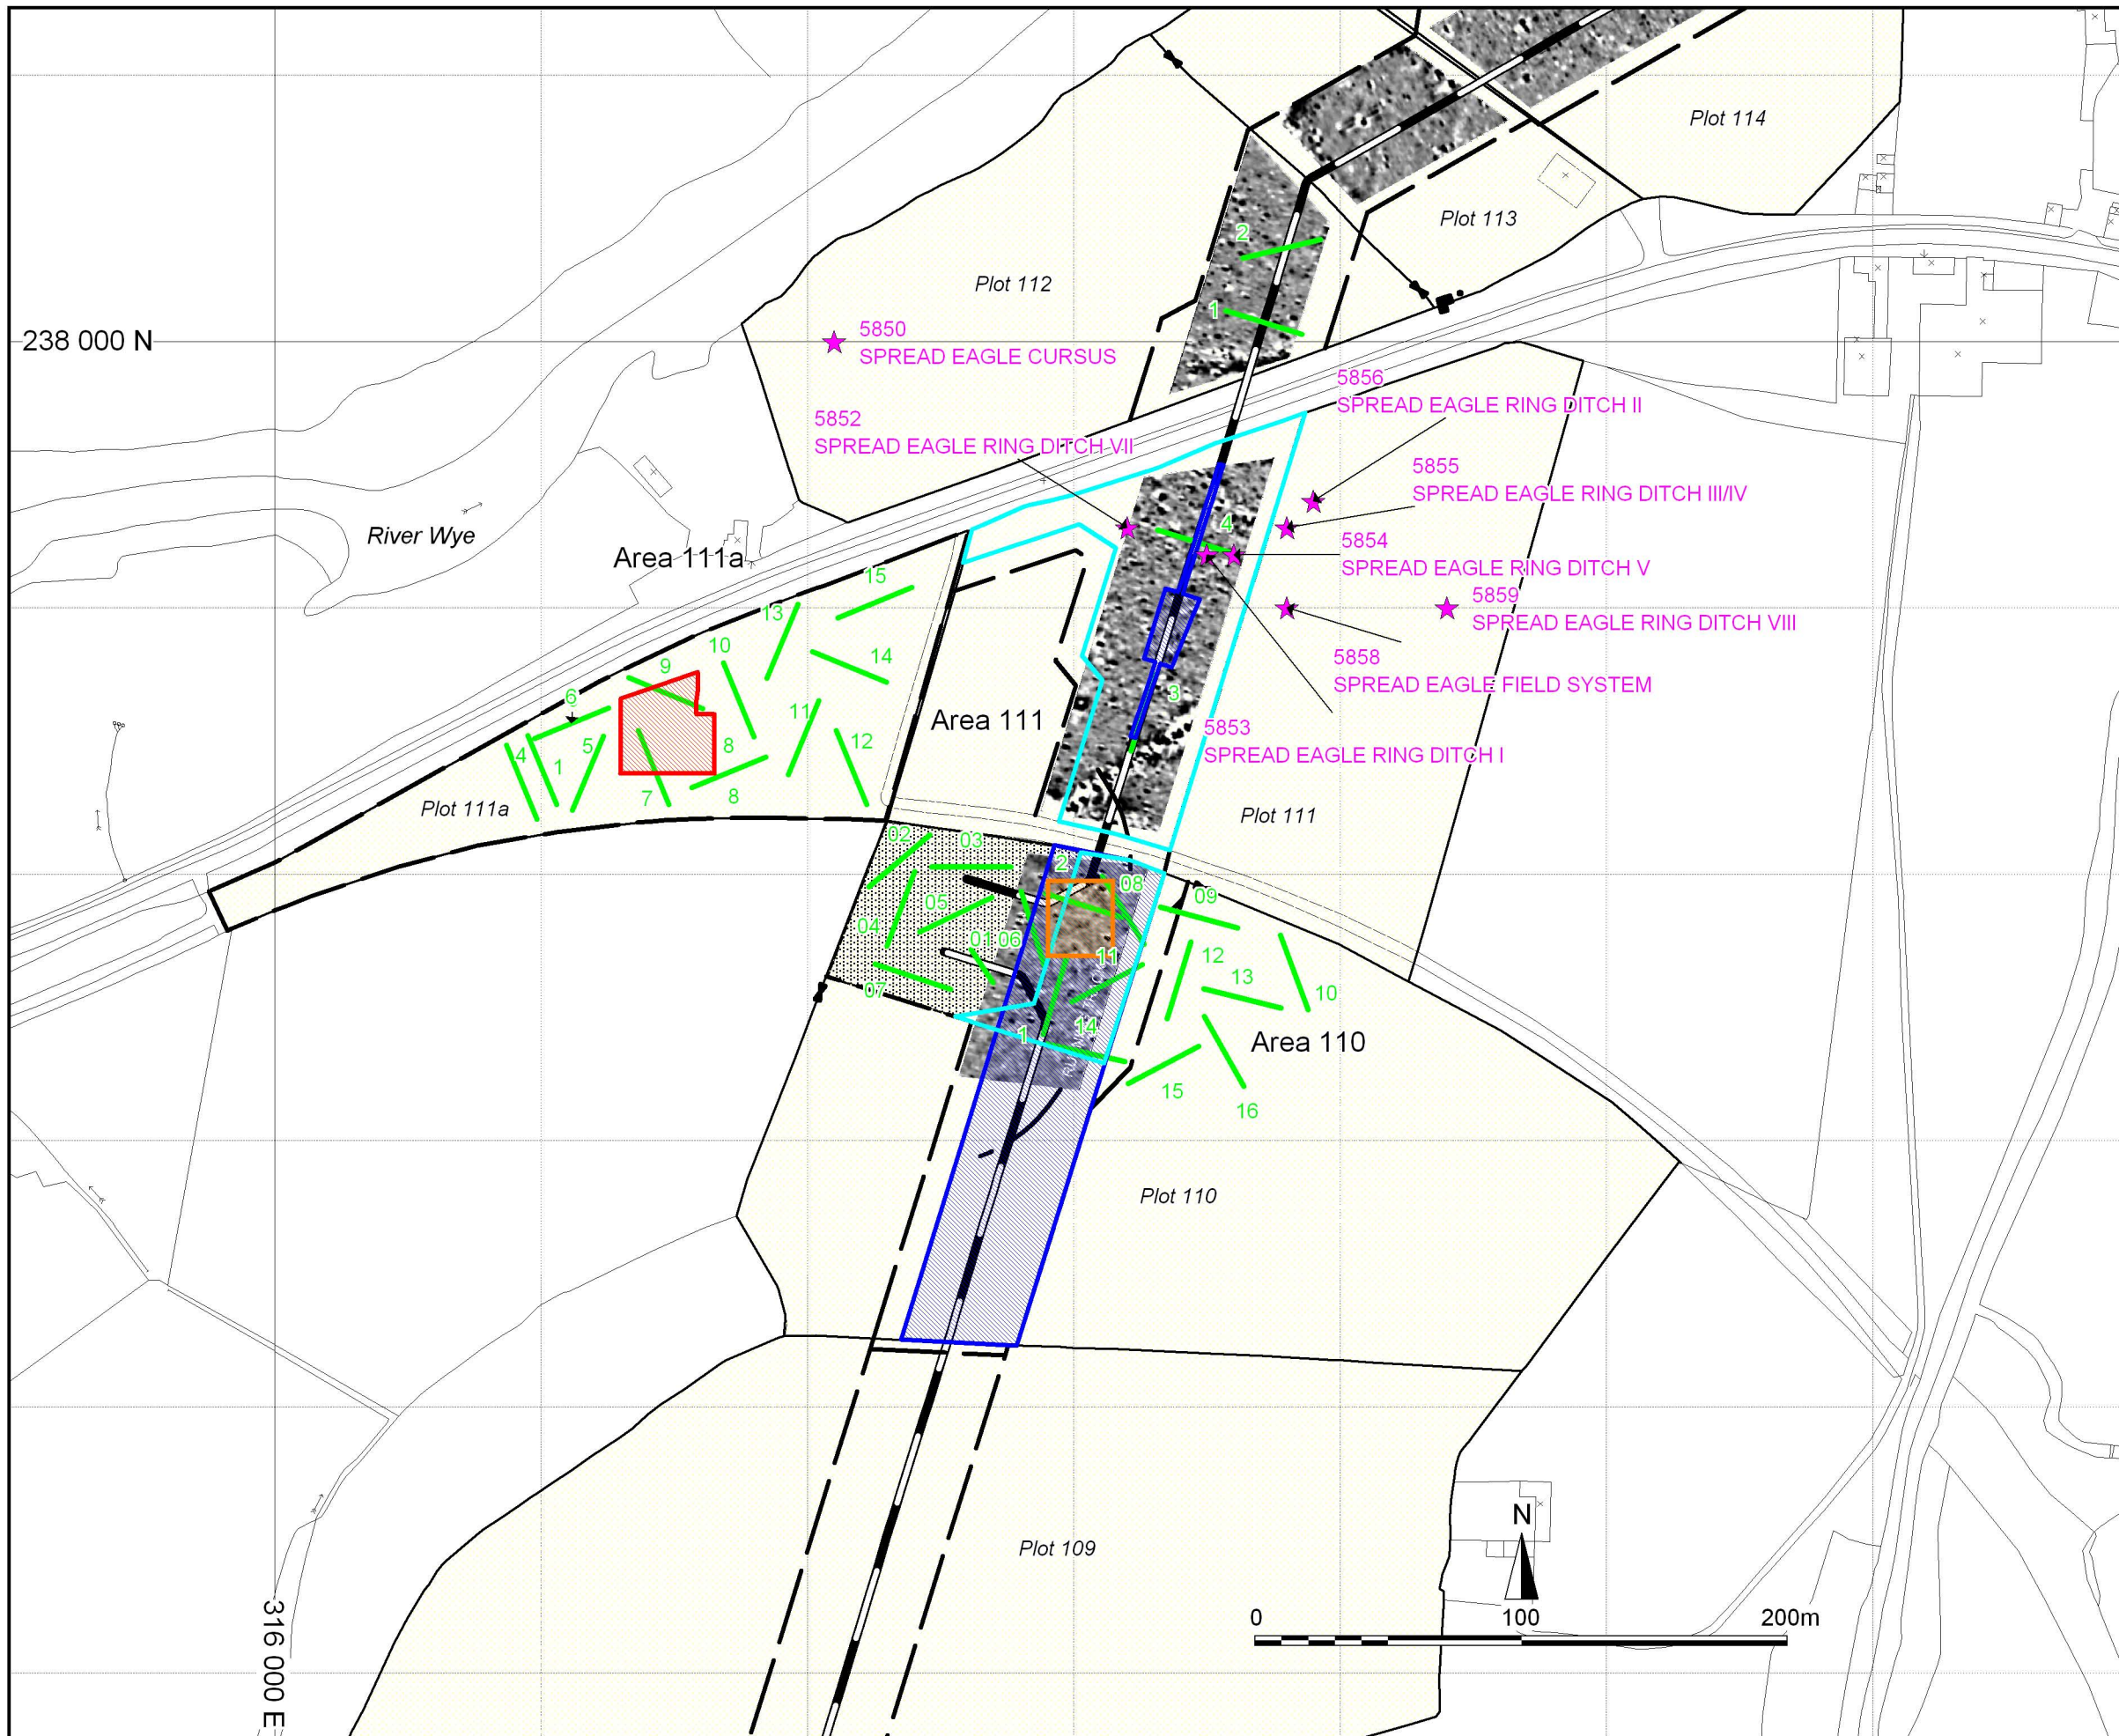 Plot 114
Plot 113
2
Plot 112
1
238 000 N
5850
SPREAD EAGLE CURSUS
5856
SPREAD EAGLE RING DITCH II
5852
SPREAD EAGLE RING DITCH VII
5855
SPREAD EAGLE RING DITCH III/IV
4
River Wye
Area 111a
5854
SPREAD EAGLE RING DITCH V
15
13
5859
SPREAD EAGLE RING DITCH VIII
10
14
9
5858
SPREAD EAGLE FIELD SYSTEM
6
3
11
Area 111
5853
SPREAD EAGLE RING DITCH I
12
5
8
4
1
7
8
Plot 111a
Plot 111
02
03
2
08
09
05
04
01
06
11
12
13
07
10
14
1
Area 110
15
16
Plot 110
N
Plot 109
0
100
200m
316 000 E